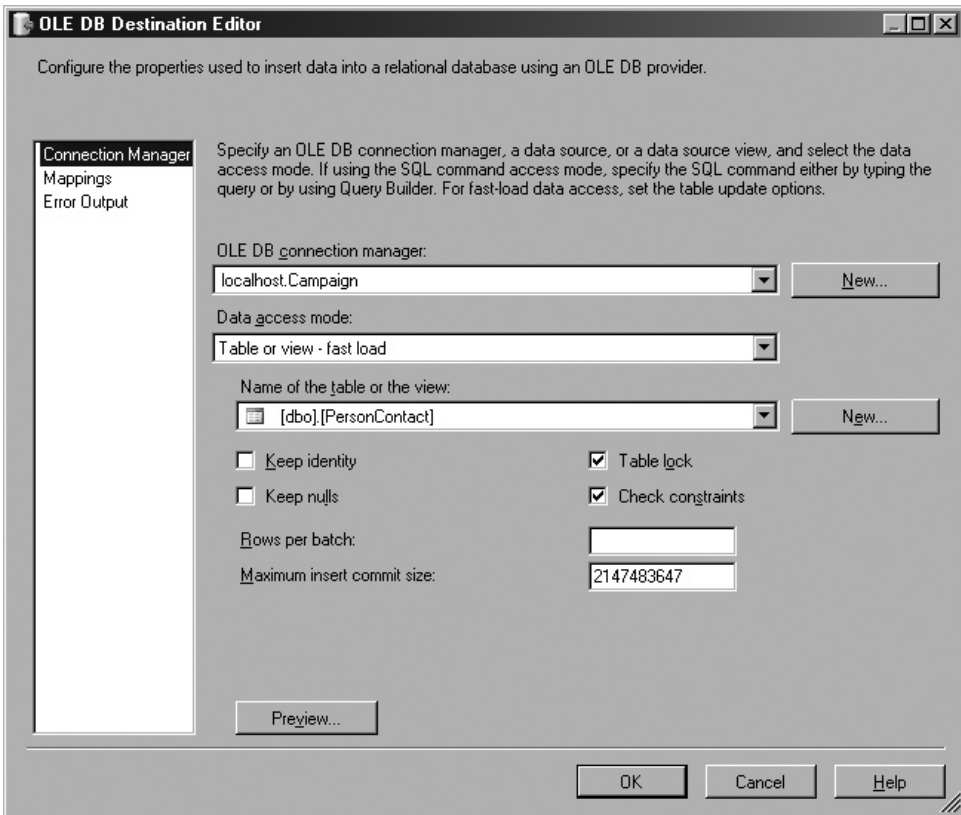 OLE DB Destination Editor
Configure the properties used to insert data into a relational database using an OLE DB provider.
Connection Manager
Mappings
Error Output
Specify an OLE DB connection manager, a data source, or a data source view, and select the data
access mode. If using the SQL command access mode, specify the SQL command either by typing the
query or by using Query Builder. For fast-load data access, set the table update options.
OLE DB connection manager:
localhost.Campaign
New...
Data access mode:
Table or view - fast load
Name of the table or the view:
[dbo].[PersonContact]
New...
Keep identity
Table lock
Keep nulls
Check constraints
Rows per batch:
Maximum insert commit size:
2147483647
Preview...
OK
Cancel
Help